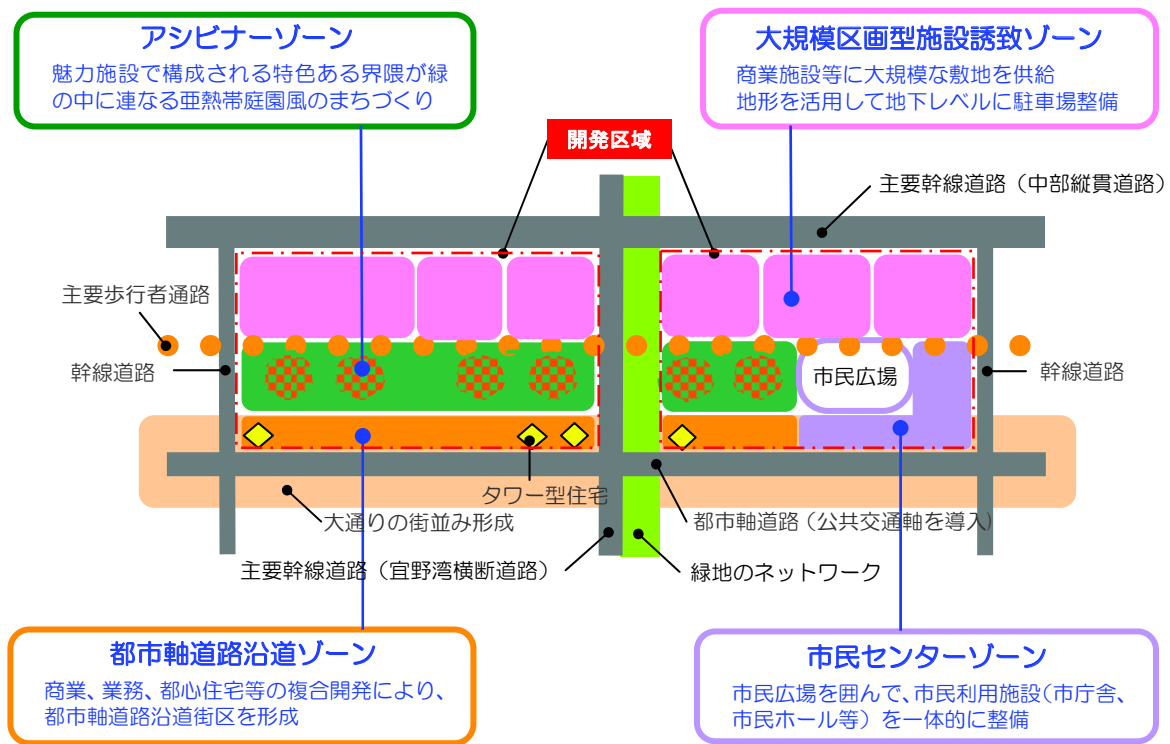 アシビナーゾーン
魅力施設で構成される特色ある界隈が緑
の中に連なる亜熱帯庭園風のまちづくり
大規模区画型施設誘致ゾーン
商業施設等に大規模な敷地を供給
地形を活用して地下レベルに駐車場整備
開発区域
主要幹線道路（中部縦貫道路）
主要歩行者通路
幹線道路
市民広場
幹線道路
タワー型住宅
大通りの街並み形成
都市軸道路（公共交通軸を導入）
主要幹線道路（宜野湾横断道路）
緑地のネットワーク
都市軸道路沿道ゾーン
商業、業務、都心住宅等の複合開発により、
都市軸道路沿道街区を形成
市民センターゾーン
市民広場を囲んで、市民利用施設（市庁舎、
市民ホール等）を一体的に整備